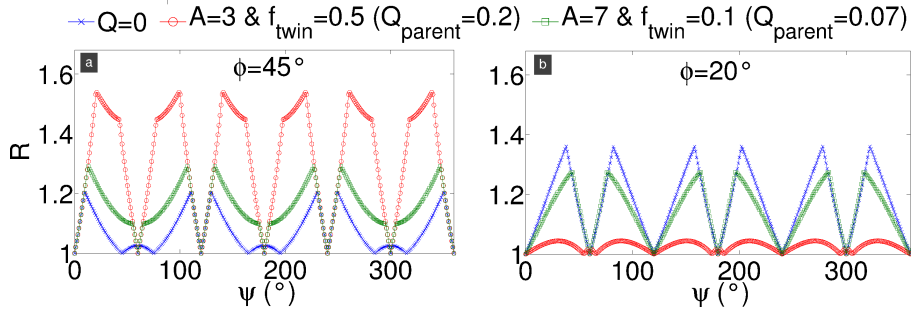 Q=0 A=3 & f_twin=0.5 (Q_parent=0.2) A=7 & f_twin=0.1 (Q_parent=0.07)
a b
ϕ=45° ϕ=20°
1.6 1.6
1.4 1.4
1.2 1.2
1 1
R
0 100 200 300 0 100 200 300
ψ (°) ψ (°)